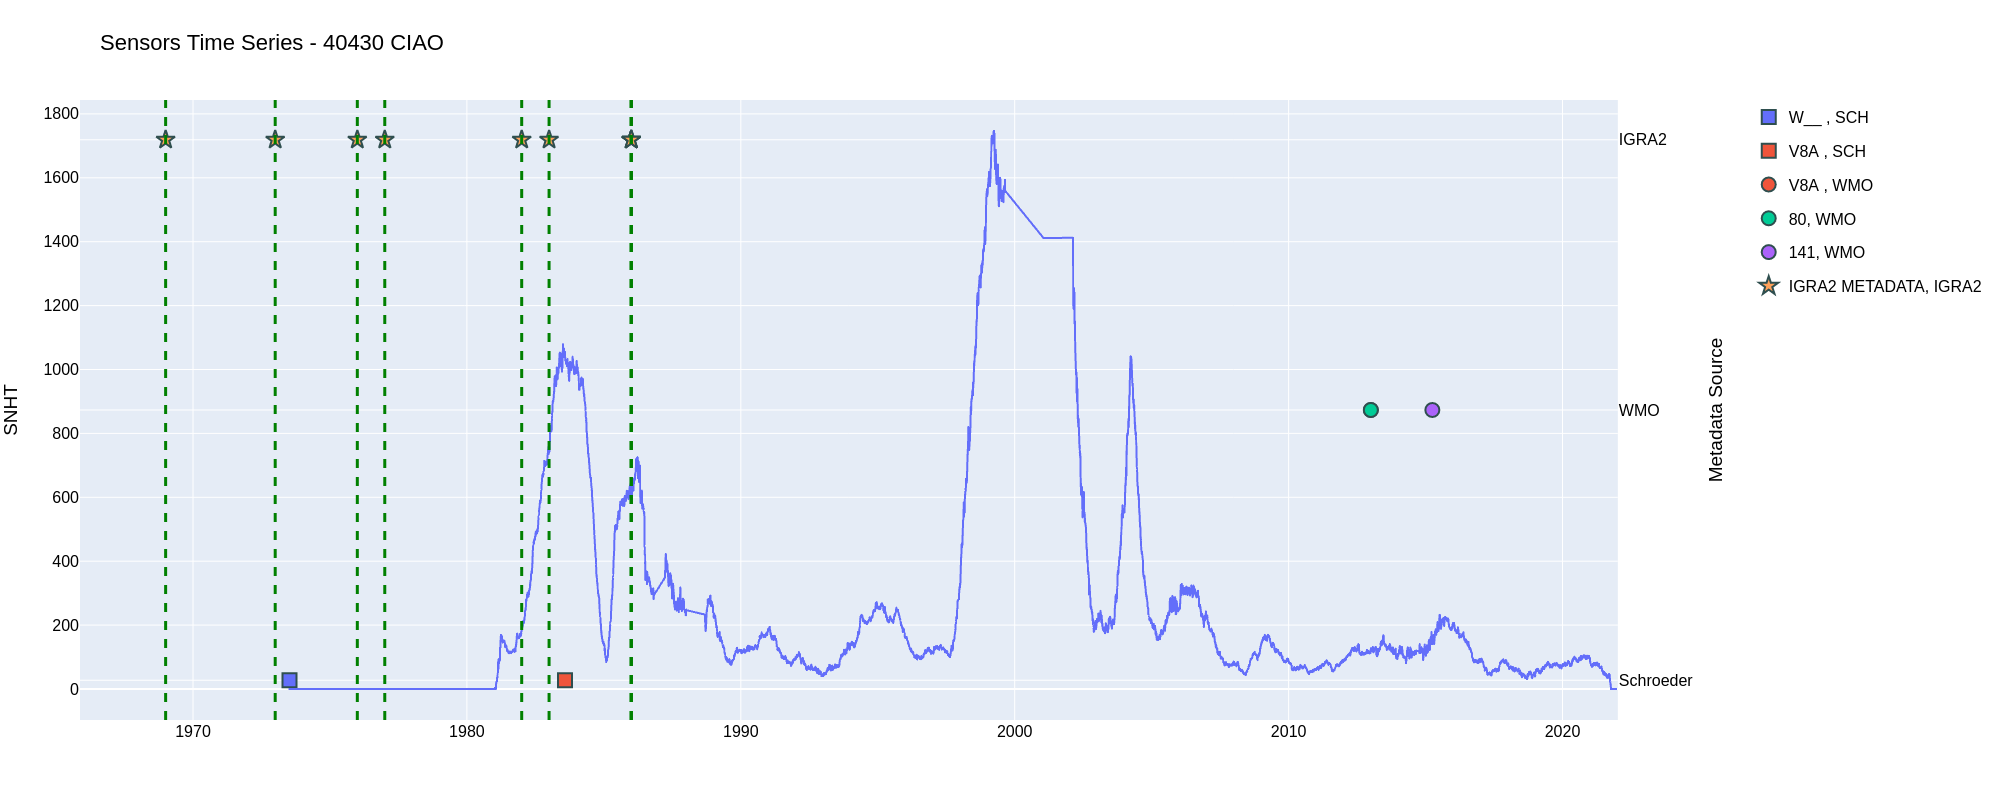 Sensors Time Series - 40430 CIAO
SNHT
1800
1600
1400
1200
1000
800
600
400
200
0
1970
1980
1990
2000
2010
2020
IGRA2
WMO
Schroeder
Metadata Source
W__ , SCH
V8A , SCH
V8A , WMO
80, WMO
141, WMO
IGRA2 METADATA, IGRA2